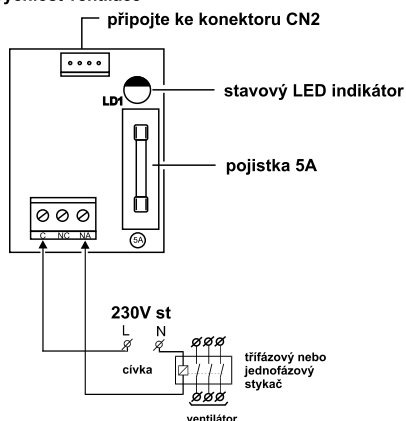 připojte ke konektoru CN2
LD1
stavový LED indikátor
pojistka 5A
C NC NA
5A
230V st
L N
cívka
třífázový nebo
jednofázový
stykač
ventilátor